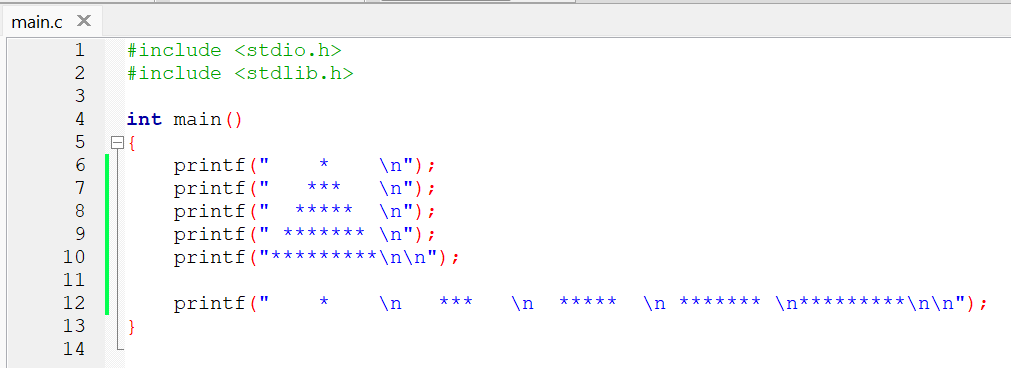 main.c ×
1 #include <stdio.h>
2 #include <stdlib.h>
3
4 int main()
5 {
6     printf("    *    \n");
7     printf("   ***   \n");
8     printf("  *****  \n");
9     printf(" ******* \n");
10     printf("*********\n\n");
11
12     printf("    *    \n   ***   \n  *****  \n ******* \n*********\n\n");
13 }
14